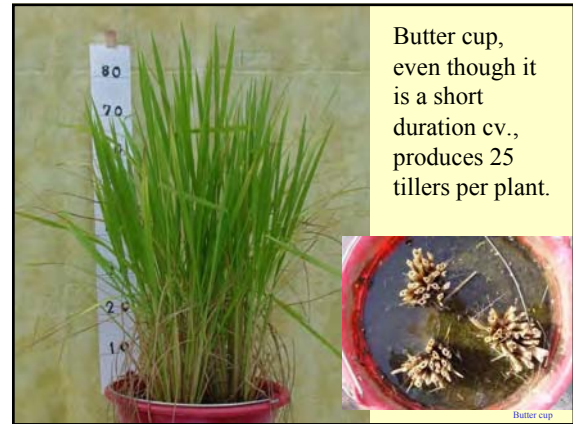 80
70
20
10
Butter cup,
even though it
is a short
duration cv.,
produces 25
tillers per plant.
Butter cup